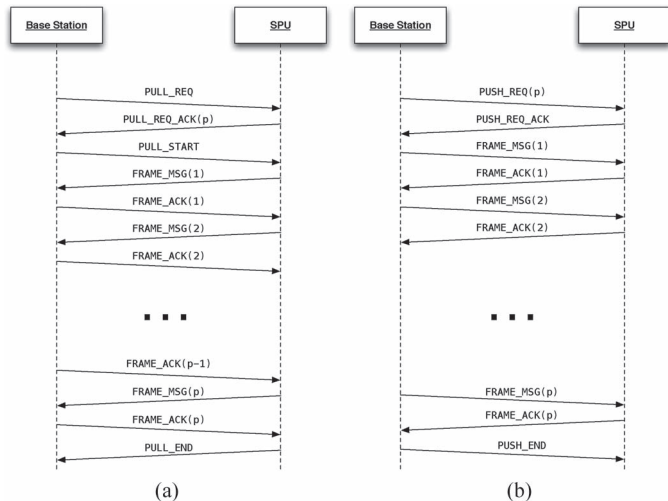 Base Station
SPU
PULL_REQ
PULL_REQ_ACK(p)
PULL_START
FRAME_MSG(1)
FRAME_ACK(1)
FRAME_MSG(2)
FRAME_ACK(2)
...
FRAME_ACK(p-1)
FRAME_MSG(p)
FRAME_ACK(p)
PULL_END
(a)
Base Station
SPU
PUSH_REQ(p)
PUSH_REQ_ACK
FRAME_MSG(1)
FRAME_ACK(1)
FRAME_MSG(2)
FRAME_ACK(2)
...
FRAME_MSG(p)
FRAME_ACK(p)
PUSH_END
(b)